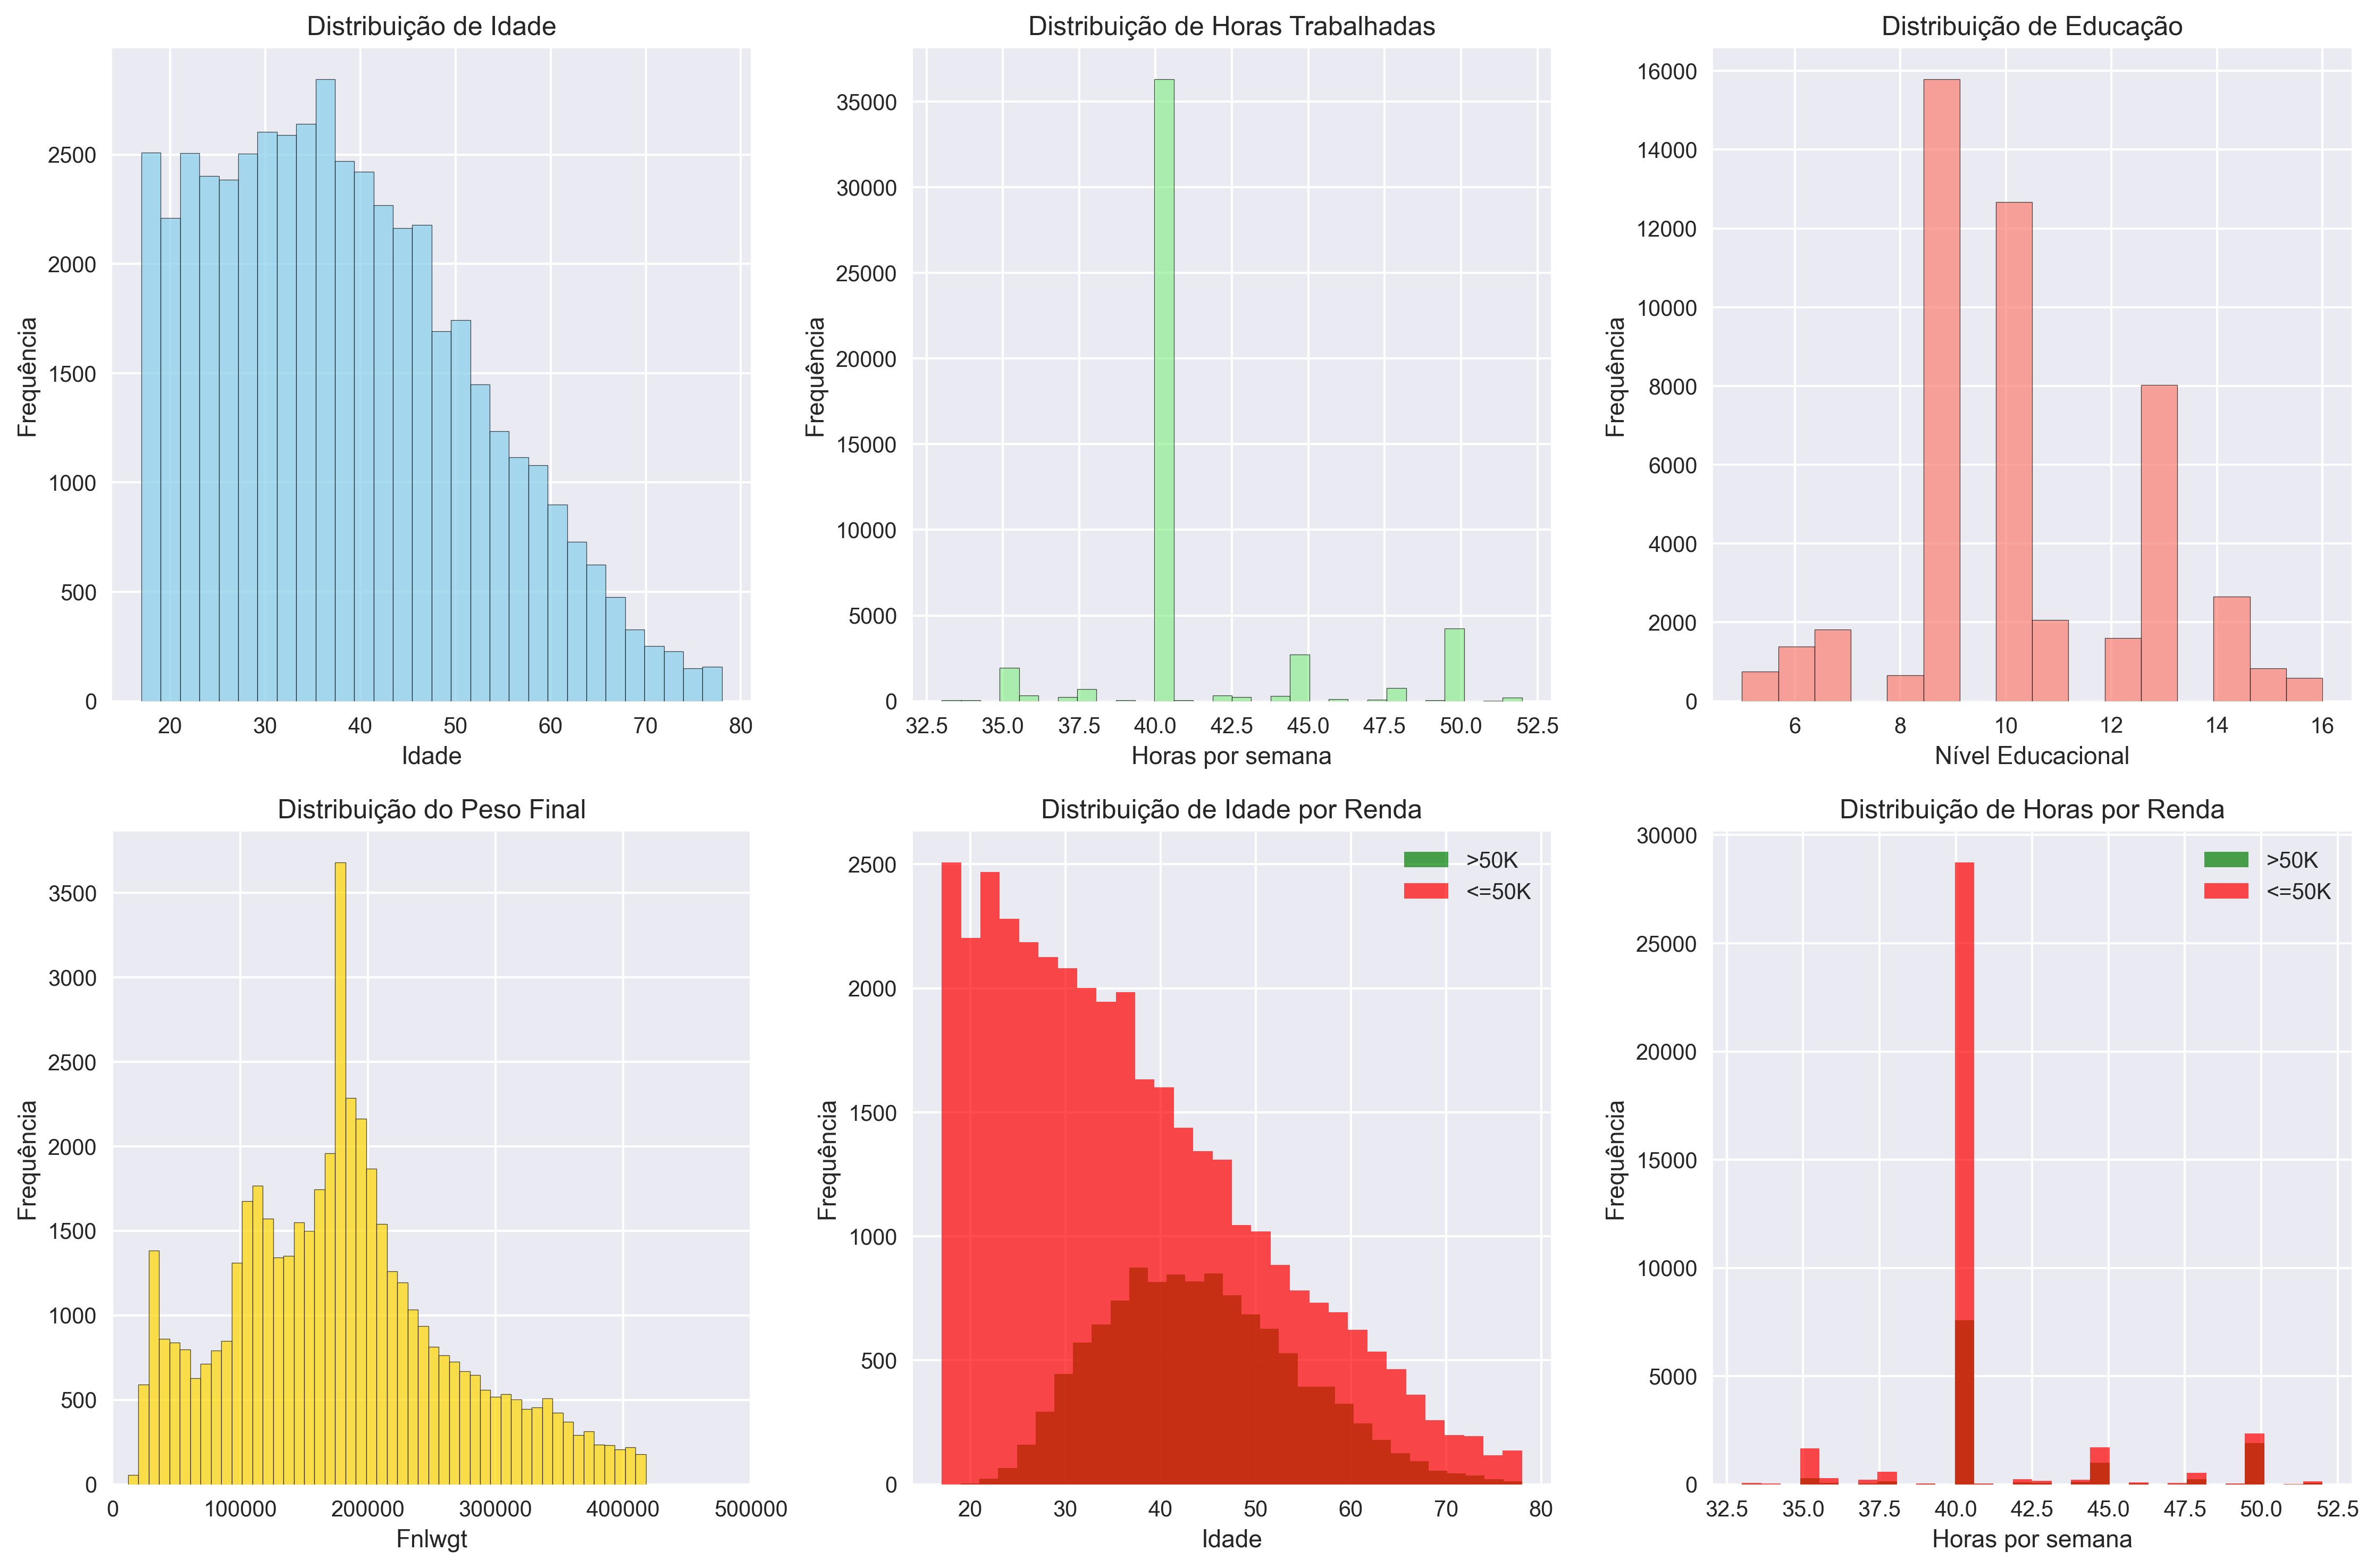 Distribuição de Idade
Frequência
2500
2000
1500
1000
500
0
20 30 40 50 60 70 80
Idade
Distribuição de Horas Trabalhadas
Frequência
35000
30000
25000
20000
15000
10000
5000
0
32.5 35.0 37.5 40.0 42.5 45.0 47.5 50.0 52.5
Horas por semana
Distribuição de Educação
Frequência
16000
14000
12000
10000
8000
6000
4000
2000
0
6 8 10 12 14 16
Nível Educacional
Distribuição do Peso Final
Frequência
3500
3000
2500
2000
1500
1000
500
0
0 100000 200000 300000 400000 500000
Fnlwgt
Distribuição de Idade por Renda
>50K
<=50K
Frequência
2500
2000
1500
1000
500
0
20 30 40 50 60 70 80
Idade
Distribuição de Horas por Renda
>50K
<=50K
Frequência
30000
25000
20000
15000
10000
5000
0
32.5 35.0 37.5 40.0 42.5 45.0 47.5 50.0 52.5
Horas por semana